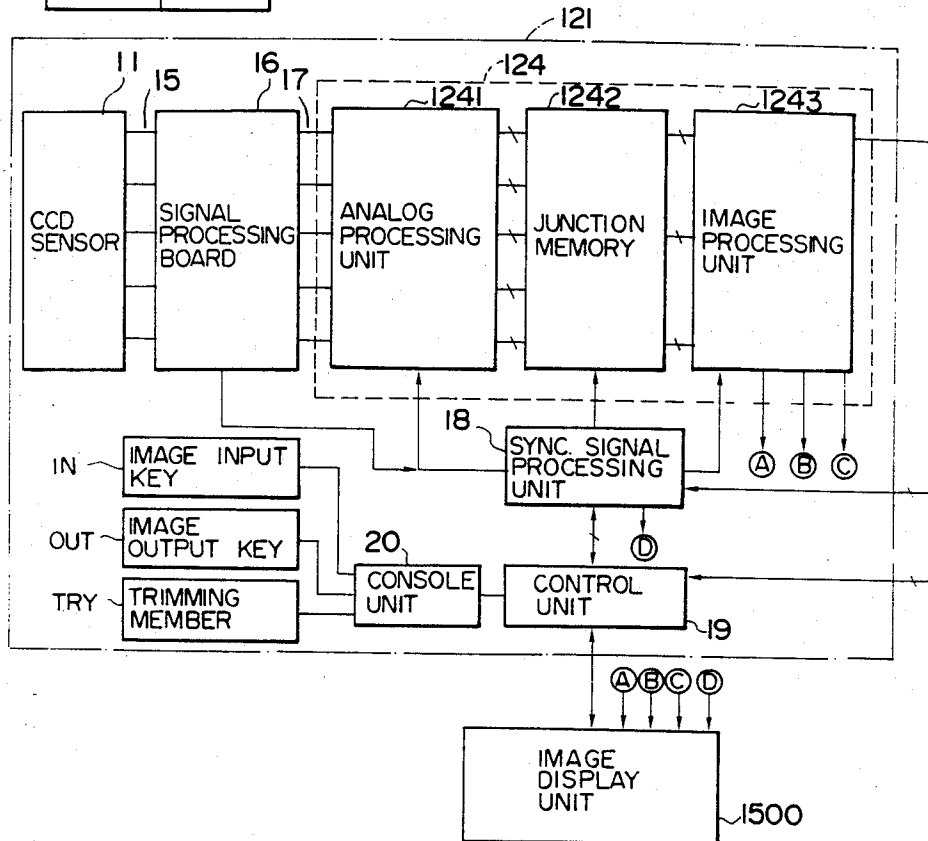 121
124
11
15
16
17
1241
1242
1243
CCD
SENSOR
SIGNAL
PROCESSING
BOARD
ANALOG
PROCESSING
UNIT
JUNCTION
MEMORY
IMAGE
PROCESSING
UNIT
18
SYNC. SIGNAL
PROCESSING
UNIT
A B C
D
IN
IMAGE INPUT
KEY
OUT
IMAGE
OUTPUT KEY
TRY
TRIMMING
MEMBER
20
CONSOLE
UNIT
CONTROL
UNIT
19
A B C D
IMAGE
DISPLAY
UNIT
1500